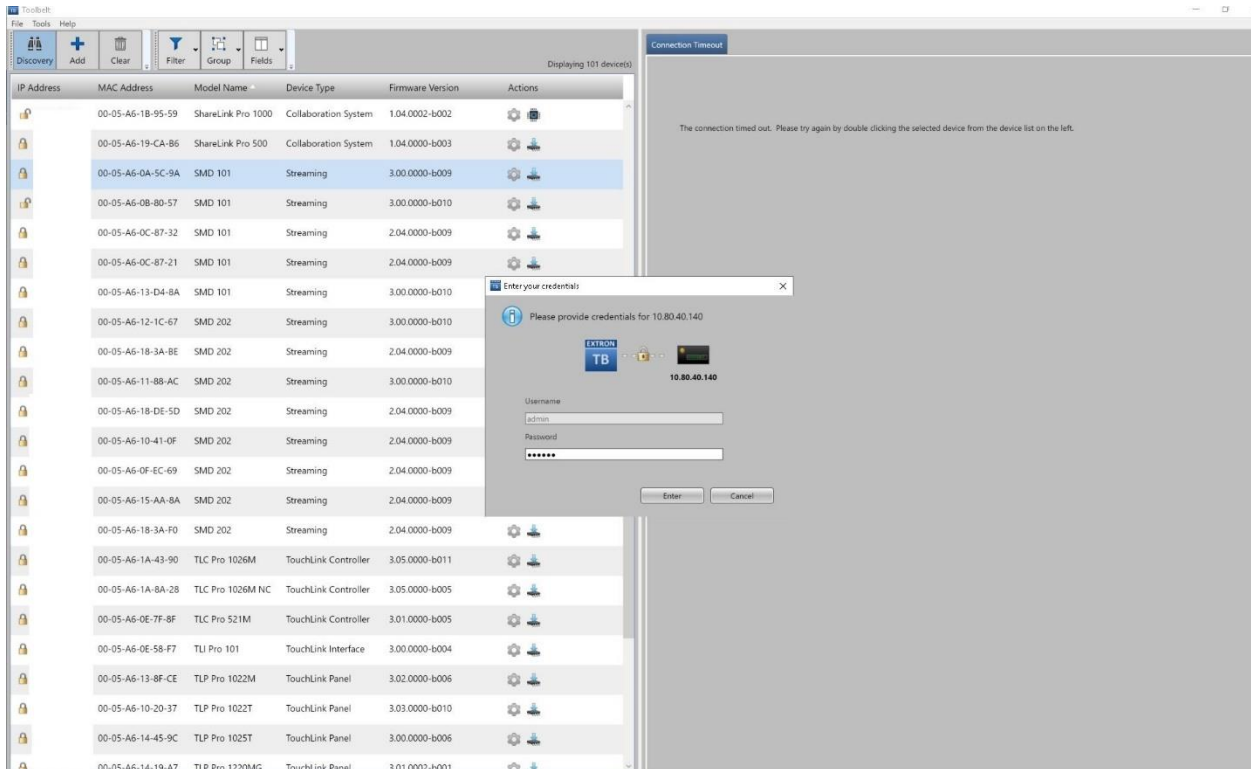 Toolbelt
File Tools Help
Discovery Add Clear Filter Group Fields
Displaying 101 device(s)
IP Address MAC Address Model Name Device Type Firmware Version Actions
00-05-A6-1B-95-59 ShareLink Pro 1000 Collaboration System 1.04.0002-b002
00-05-A6-19-CA-B6 ShareLink Pro 500 Collaboration System 1.04.0000-b003
00-05-A6-0A-5C-9A SMD 101 Streaming 3.00.0000-b009
00-05-A6-0B-80-57 SMD 101 Streaming 3.00.0000-b010
00-05-A6-0C-87-32 SMD 101 Streaming 2.04.0000-b009
00-05-A6-0C-87-21 SMD 101 Streaming 2.04.0000-b009
00-05-A6-13-D4-8A SMD 101 Streaming 3.00.0000-b010
00-05-A6-12-1C-67 SMD 202 Streaming 3.00.0000-b010
00-05-A6-18-3A-BE SMD 202 Streaming 2.04.0000-b009
00-05-A6-11-88-AC SMD 202 Streaming 3.00.0000-b010
00-05-A6-18-DE-5D SMD 202 Streaming 2.04.0000-b009
00-05-A6-10-41-0F SMD 202 Streaming 2.04.0000-b009
00-05-A6-0F-EC-69 SMD 202 Streaming 2.04.0000-b009
00-05-A6-15-AA-8A SMD 202 Streaming 2.04.0000-b009
00-05-A6-18-3A-F0 SMD 202 Streaming 2.04.0000-b009
00-05-A6-1A-43-90 TLC Pro 1026M TouchLink Controller 3.05.0000-b011
00-05-A6-1A-8A-28 TLC Pro 1026M NC TouchLink Controller 3.05.0000-b005
00-05-A6-0E-7F-8F TLC Pro 521M TouchLink Controller 3.01.0000-b005
00-05-A6-0E-58-F7 TLI Pro 101 TouchLink Interface 3.00.0000-b004
00-05-A6-13-8F-CE TLP Pro 1022M TouchLink Panel 3.02.0000-b006
00-05-A6-10-20-37 TLP Pro 1022T TouchLink Panel 3.03.0000-b010
00-05-A6-14-45-9C TLP Pro 1025T TouchLink Panel 3.00.0000-b006
00-05-A6-14-19-A7 TLP Pro 1220MG TouchLink Panel 3.01.0002-b001
Connection Timeout
The connection timed out. Please try again by double clicking the selected device from the device list on the left.
TB Enter your credentials
Please provide credentials for 10.80.40.140
EXTRON
TB
10.80.40.140
Username
admin
Password
Enter Cancel